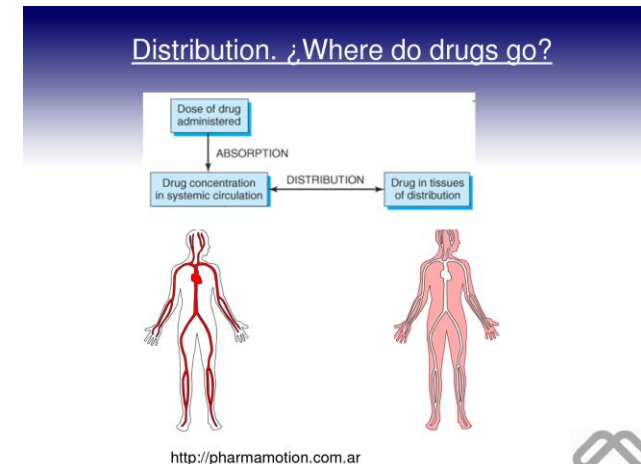 Distribution. ¿Where do drugs go?
Dose of drug
administered
ABSORPTION
Drug concentration
in systemic circulation
DISTRIBUTION
Drug in tissues
of distribution
http://pharmamotion.com.ar